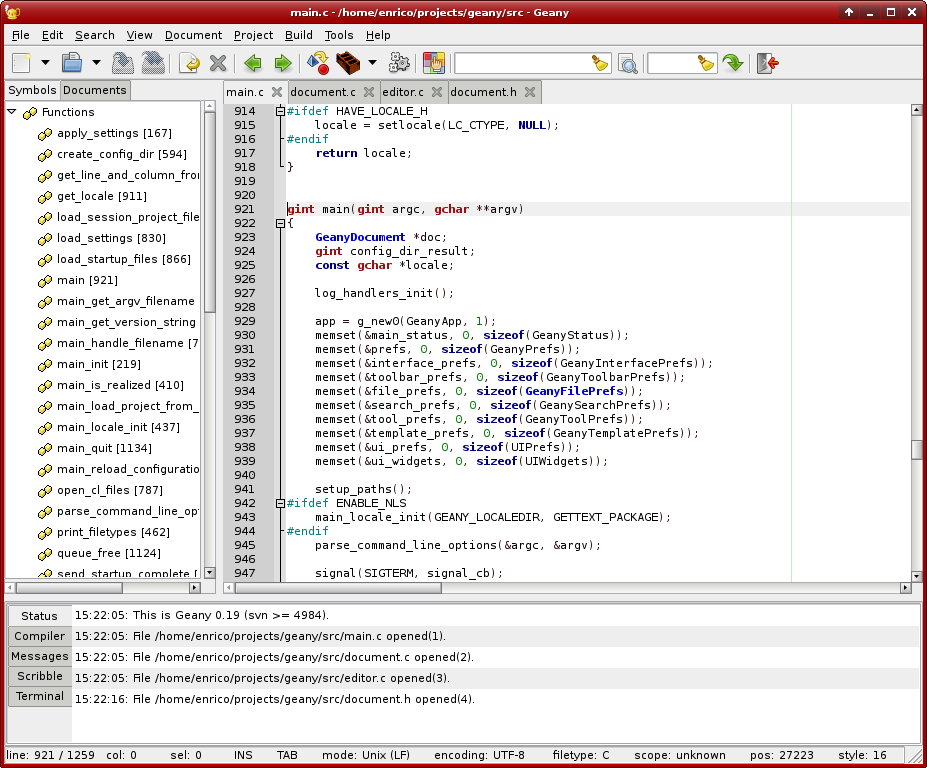 main.c - /home/enrico/projects/geany/src - Geany
File Edit Search View Document Project Build Tools Help
Symbols Documents
main.c document.c editor.c document.h
Functions
apply_settings [167]
create_config_dir [594]
get_line_and_column_fro
get_locale [911]
load_session_project_file
load_settings [830]
load_startup_files [866]
main [921]
main_get_argv_filename
main_get_version_string
main_handle_filename [7
main_init [219]
main_is_realized [410]
main_load_project_from_
main_locale_init [437]
main_quit [1134]
main_reload_configuratio
open_cl_files [787]
parse_command_line_op
print_filetypes [462]
queue_free [1124]
send_startup_complete [
914 #ifdef HAVE_LOCALE_H
915 locale = setlocale(LC_CTYPE, NULL);
916 #endif
917 return locale;
918 }
919
920
921 gint main(gint argc, gchar **argv)
922 {
923 GeanyDocument *doc;
924 gint config_dir_result;
925 const gchar *locale;
926
927 log_handlers_init();
928
929 app = g_new0(GeanyApp, 1);
930 memset(&main_status, 0, sizeof(GeanyStatus));
931 memset(&prefs, 0, sizeof(GeanyPrefs));
932 memset(&interface_prefs, 0, sizeof(GeanyInterfacePrefs));
933 memset(&toolbar_prefs, 0, sizeof(GeanyToolbarPrefs));
934 memset(&file_prefs, 0, sizeof(GeanyFilePrefs));
935 memset(&search_prefs, 0, sizeof(GeanySearchPrefs));
936 memset(&tool_prefs, 0, sizeof(GeanyToolPrefs));
937 memset(&template_prefs, 0, sizeof(GeanyTemplatePrefs));
938 memset(&ui_prefs, 0, sizeof(UIPrefs));
939 memset(&ui_widgets, 0, sizeof(UIWidgets));
940
941 setup_paths();
942 #ifdef ENABLE_NLS
943 main_locale_init(GEANY_LOCALEDIR, GETTEXT_PACKAGE);
944 #endif
945 parse_command_line_options(&argc, &argv);
946
947 signal(SIGTERM, signal_cb);
Status
Compiler
Messages
Scribble
Terminal
15:22:05: This is Geany 0.19 (svn >= 4984).
15:22:05: File /home/enrico/projects/geany/src/main.c opened(1).
15:22:05: File /home/enrico/projects/geany/src/document.c opened(2).
15:22:05: File /home/enrico/projects/geany/src/editor.c opened(3).
15:22:16: File /home/enrico/projects/geany/src/document.h opened(4).
line: 921 / 1259 col: 0 sel: 0 INS TAB mode: Unix (LF) encoding: UTF-8 filetype: C scope: unknown pos: 27223 style: 16